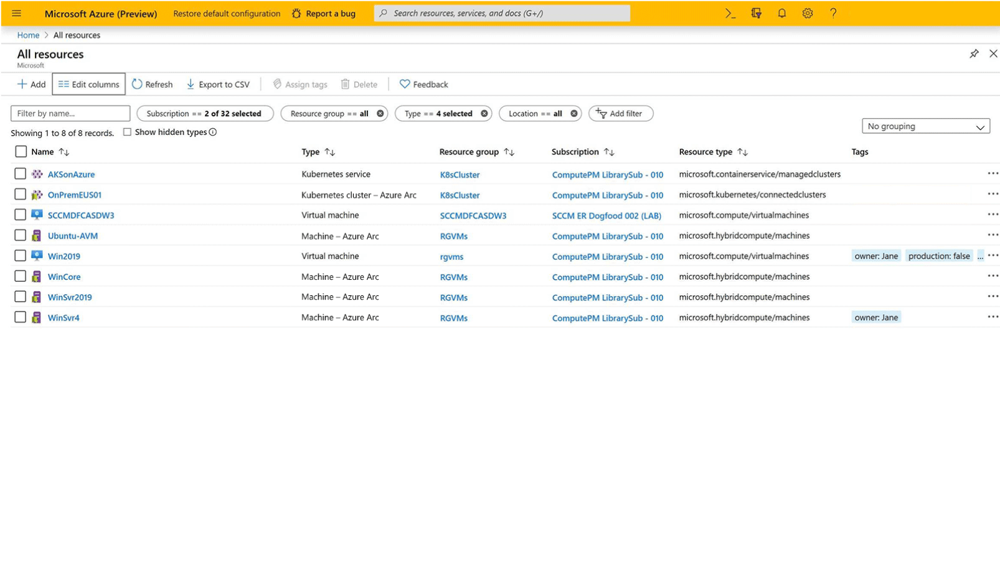 Microsoft Azure (Preview) Restore default configuration Report a bug Search resources, services, and docs (G+/)
Home > All resources
All resources
Microsoft
Add Edit columns Refresh Export to CSV Assign tags Delete Feedback
Filter by name... Subscription == 2 of 32 selected Resource group == all Type == 4 selected Location == all Add filter
No grouping
Showing 1 to 8 of 8 records. Show hidden types
Name Type Resource group Subscription Resource type Tags
AKSonAzure Kubernetes service K8sCluster ComputePM LibrarySub - 010 microsoft.containerservice/managedclusters
OnPremEUS01 Kubernetes cluster – Azure Arc K8sCluster ComputePM LibrarySub - 010 microsoft.kubernetes/connectedclusters
SCCMDFCASDW3 Virtual machine SCCMDFCASDW3 SCCM ER Dogfood 002 (LAB) microsoft.compute/virtualmachines
Ubuntu-AVM Machine – Azure Arc RGVMs ComputePM LibrarySub - 010 microsoft.hybridcompute/machines
Win2019 Virtual machine rgvms ComputePM LibrarySub - 010 microsoft.compute/virtualmachines owner: Jane production: false ...
WinCore Machine – Azure Arc RGVMs ComputePM LibrarySub - 010 microsoft.hybridcompute/machines
WinSvr2019 Machine – Azure Arc RGVMs ComputePM LibrarySub - 010 microsoft.hybridcompute/machines
WinSvr4 Machine – Azure Arc RGVMs ComputePM LibrarySub - 010 microsoft.hybridcompute/machines owner: Jane